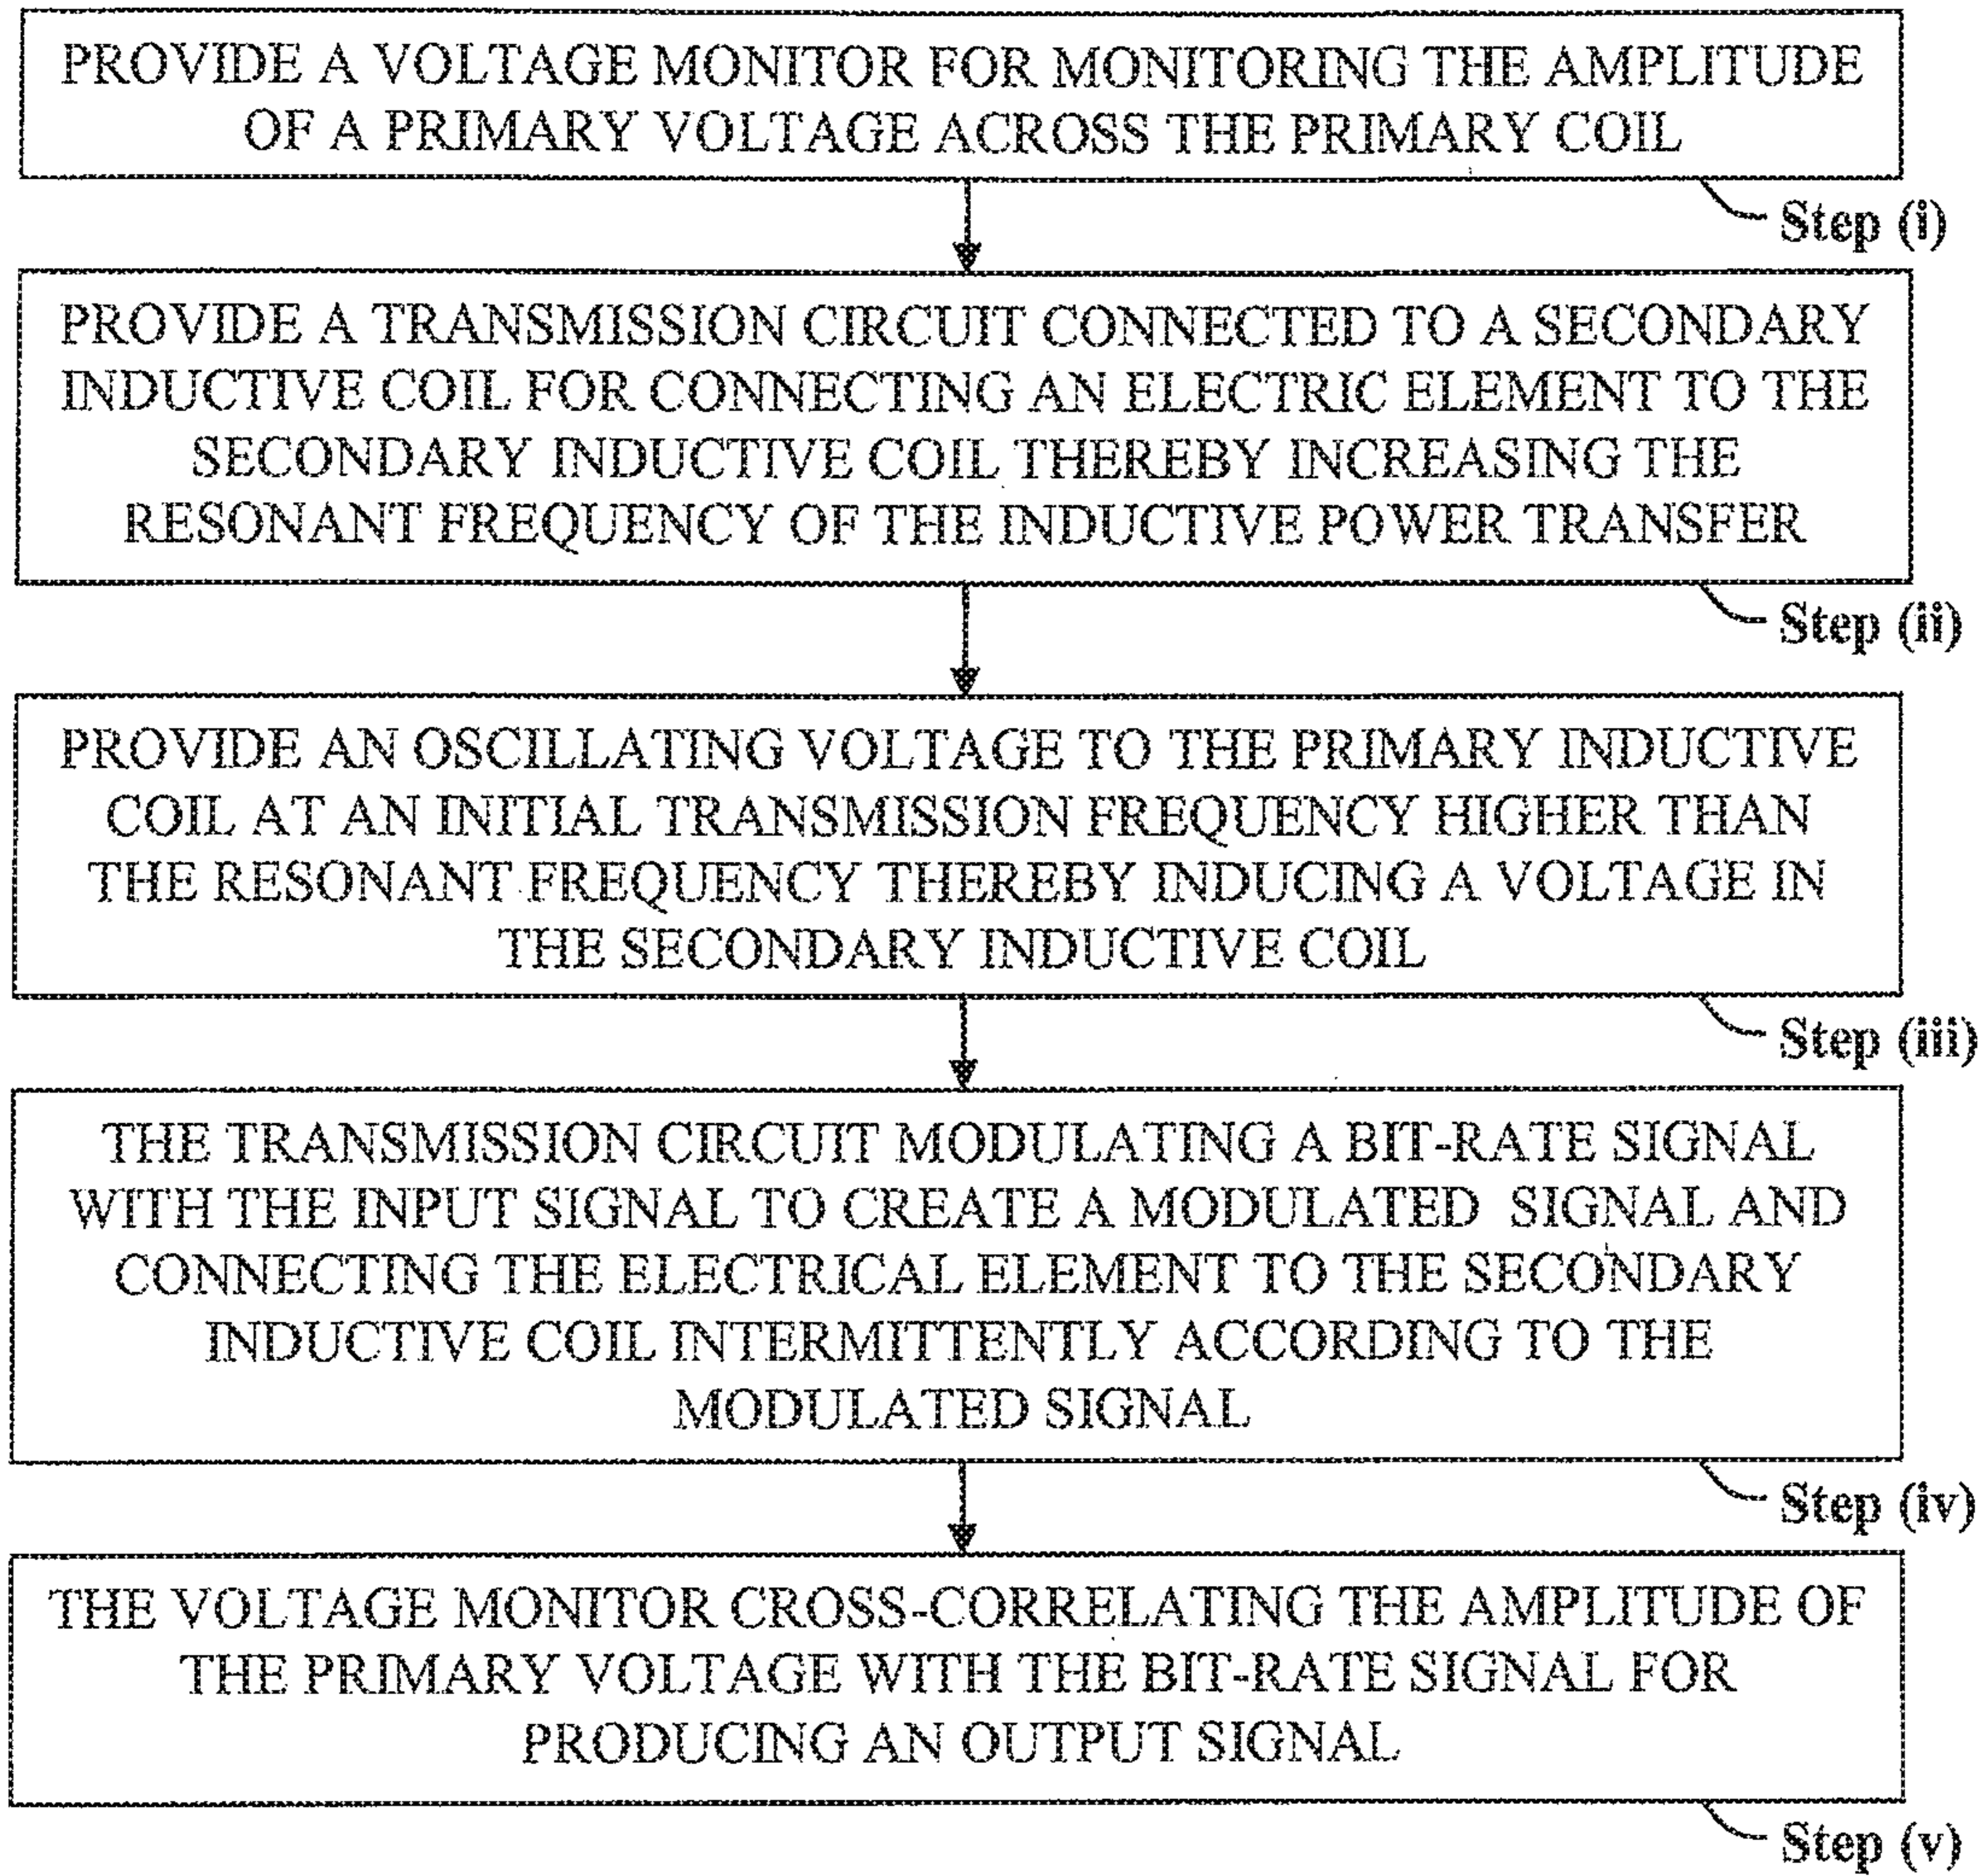 PROVIDE A VOLTAGE MONITOR FOR MONITORING THE AMPLITUDE
OF A PRIMARY VOLTAGE ACROSS THE PRIMARY COIL
Step (i)
PROVIDE A TRANSMISSION CIRCUIT CONNECTED TO A SECONDARY
INDUCTIVE COIL FOR CONNECTING AN ELECTRIC ELEMENT TO THE
SECONDARY INDUCTIVE COIL THEREBY INCREASING THE
RESONANT FREQUENCY OF THE INDUCTIVE POWER TRANSFER
Step (ii)
PROVIDE AN OSCILLATING VOLTAGE TO THE PRIMARY INDUCTIVE
COIL AT AN INITIAL TRANSMISSION FREQUENCY HIGHER THAN
THE RESONANT FREQUENCY THEREBY INDUCING A VOLTAGE IN
THE SECONDARY INDUCTIVE COIL
Step (iii)
THE TRANSMISSION CIRCUIT MODULATING A BIT-RATE SIGNAL
WITH THE INPUT SIGNAL TO CREATE A MODULATED SIGNAL AND
CONNECTING THE ELECTRICAL ELEMENT TO THE SECONDARY
INDUCTIVE COIL INTERMITTENTLY ACCORDING TO THE
MODULATED SIGNAL
Step (iv)
THE VOLTAGE MONITOR CROSS-CORRELATING THE AMPLITUDE OF
THE PRIMARY VOLTAGE WITH THE BIT-RATE SIGNAL FOR
PRODUCING AN OUTPUT SIGNAL
Step (v)